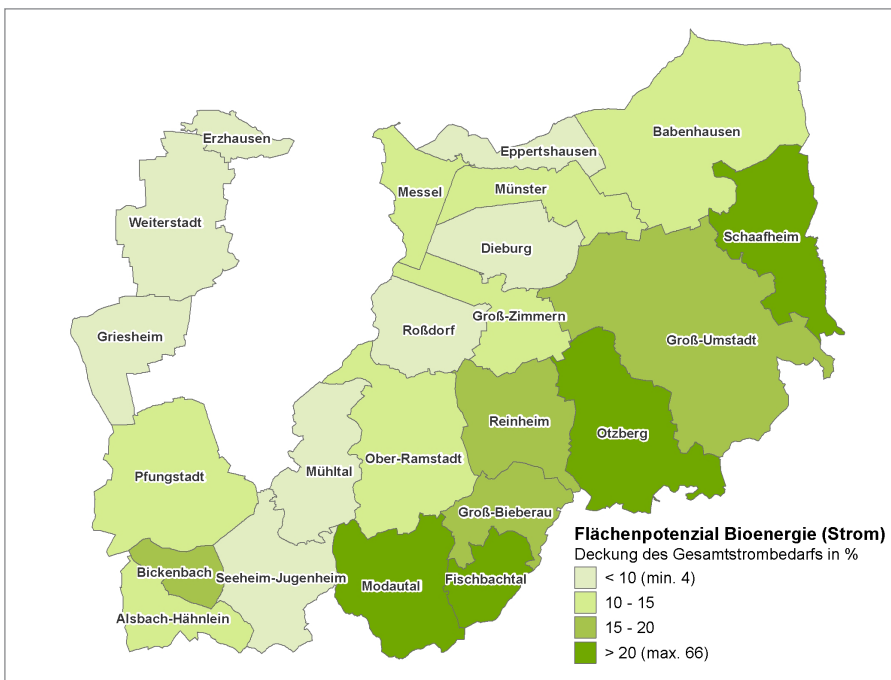 Erzhausen
Babenhausen
Eppertshausen
Messel
Münster
Weiterstadt
Schaafheim
Dieburg
Groß-Zimmern
Roßdorf
Griesheim
Groß-Umstadt
Reinheim
Otzberg
Ober-Ramstadt
Mühltal
Pfungstadt
Groß-Bieberau
Bickenbach
Seeheim-Jugenheim
Modautal
Fischbachtal
Alsbach-Hähnlein
Flächenpotenzial Bioenergie (Strom)
Deckung des Gesamtstrombedarfs in %
< 10 (min. 4)
10 - 15
15 - 20
> 20 (max. 66)